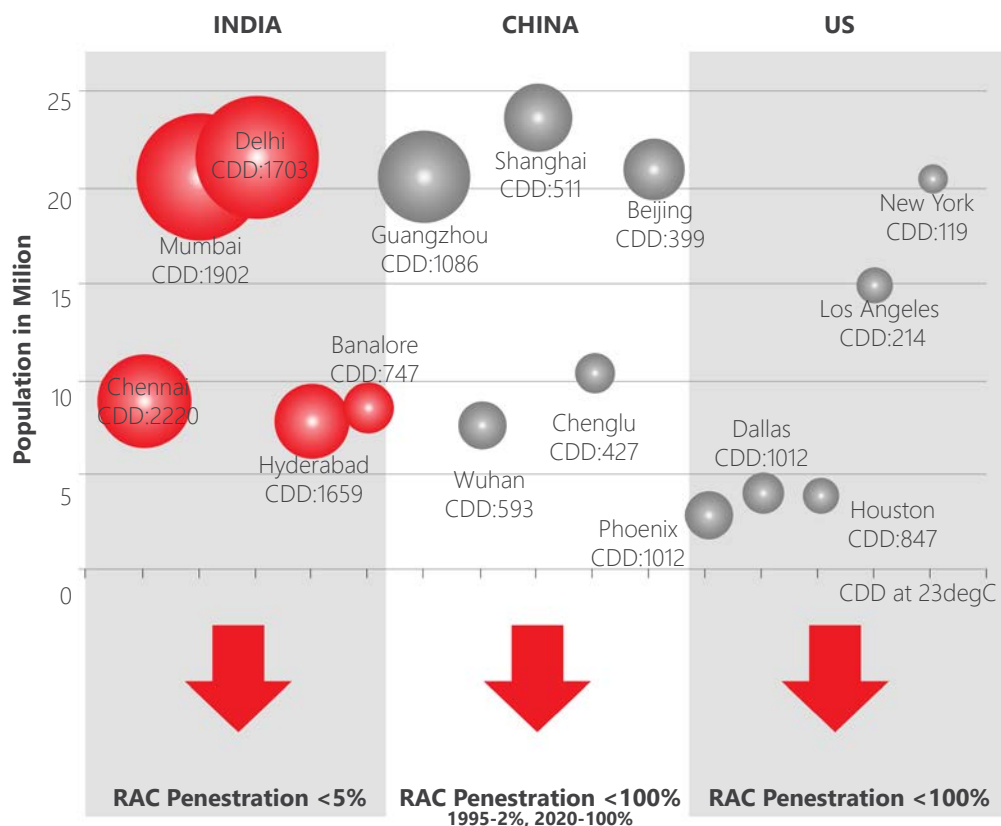 INDIA
CHINA
US
Population in Milion
25
20
15
10
5
0
Delhi
CDD:1703
Mumbai
CDD:1902
Chennai
CDD:2220
Hyderabad
CDD:1659
Banalore
CDD:747
Guangzhou
CDD:1086
Shanghai
CDD:511
Beijing
CDD:399
Wuhan
CDD:593
Chenglu
CDD:427
New York
CDD:119
Los Angeles
CDD:214
Dallas
CDD:1012
Phoenix
CDD:1012
Houston
CDD:847
CDD at 23degC
RAC Penestration <5%
RAC Penestration <100%
1995-2%, 2020-100%
RAC Penestration <100%